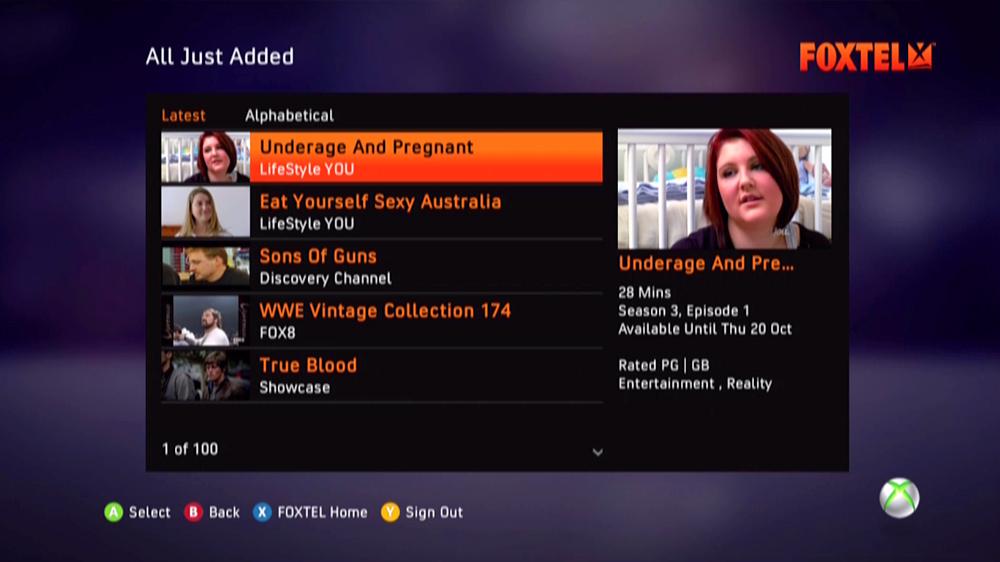 All Just Added
FOXTEL
Latest
Alphabetical
Underage And Pregnant
LifeStyle YOU
Eat Yourself Sexy Australia
LifeStyle YOU
Sons Of Guns
Discovery Channel
WWE Vintage Collection 174
FOX8
True Blood
Showcase
1 of 100
Underage And Pre...
28 Mins
Season 3, Episode 1
Available Until Thu 20 Oct
Rated PG | GB
Entertainment , Reality
A Select B Back X FOXTEL Home Y Sign Out